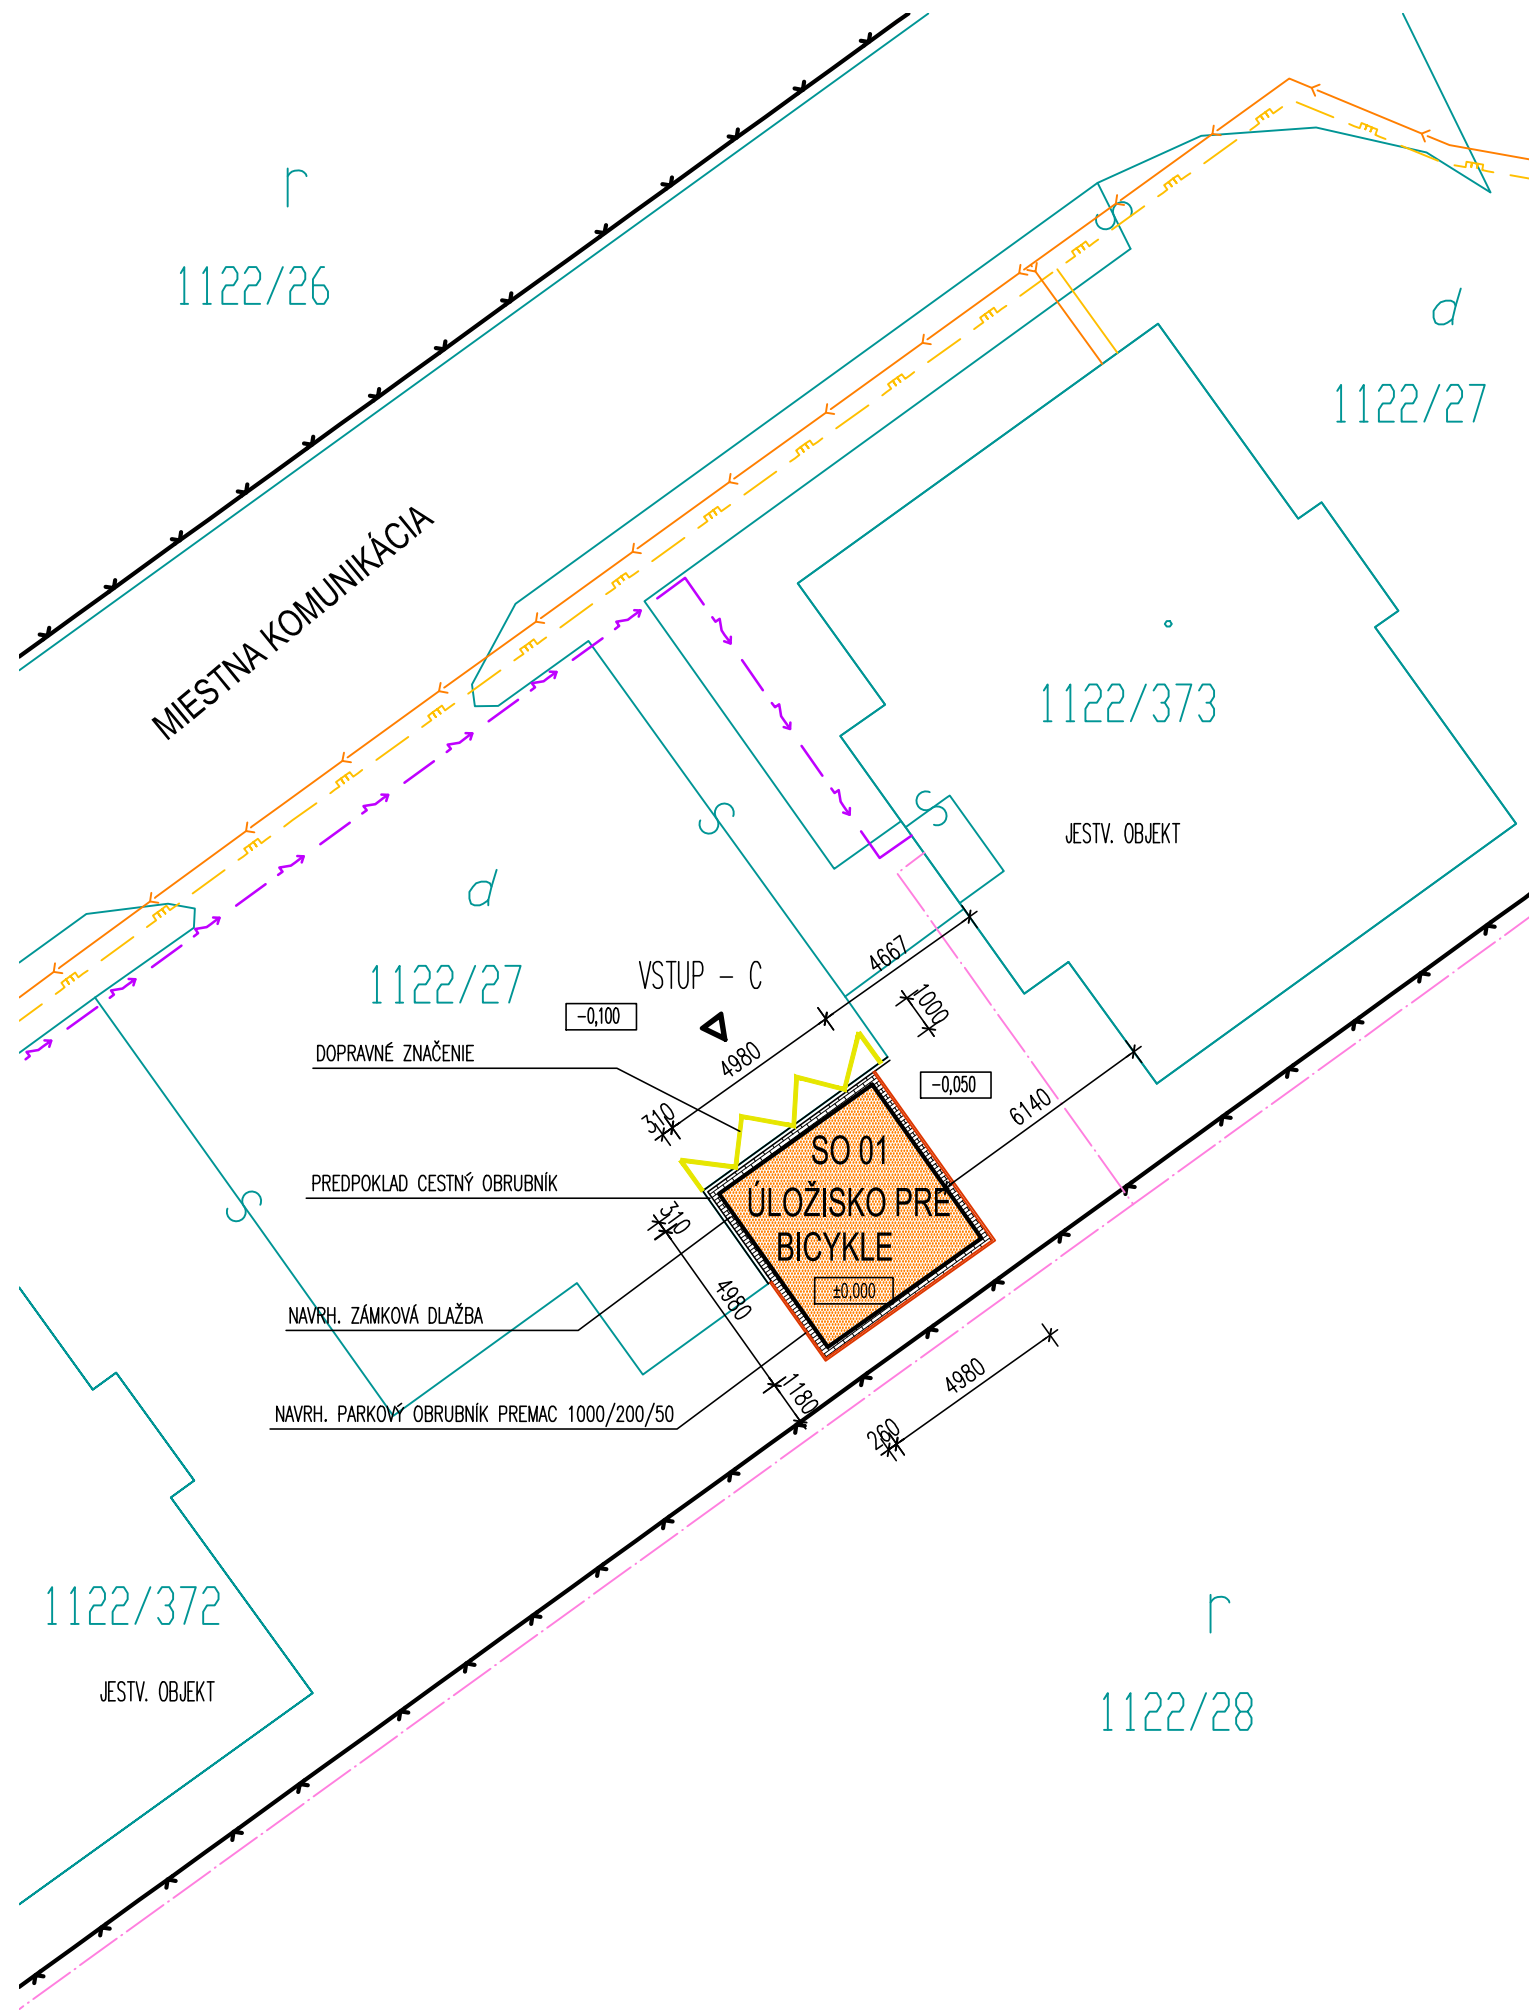 r
1122/26
d
1122/27
MIESTNA KOMUNIKÁCIA
1122/373
JESTV. OBJEKT
d
1122/27
VSTUP – C
-0,100
DOPRAVNÉ ZNAČENIE
4667
1000
4980
310
-0,050
6140
SO 01
ÚLOŽISKO PRE
BICYKLE
±0,000
PREDPOKLAD CESTNÝ OBRUBNÍK
310
4980
NAVRH. ZÁMKOVÁ DLAŽBA
1180
4980
260
NAVRH. PARKOVÝ OBRUBNÍK PREMAC 1000/200/50
1122/372
JESTV. OBJEKT
r
1122/28